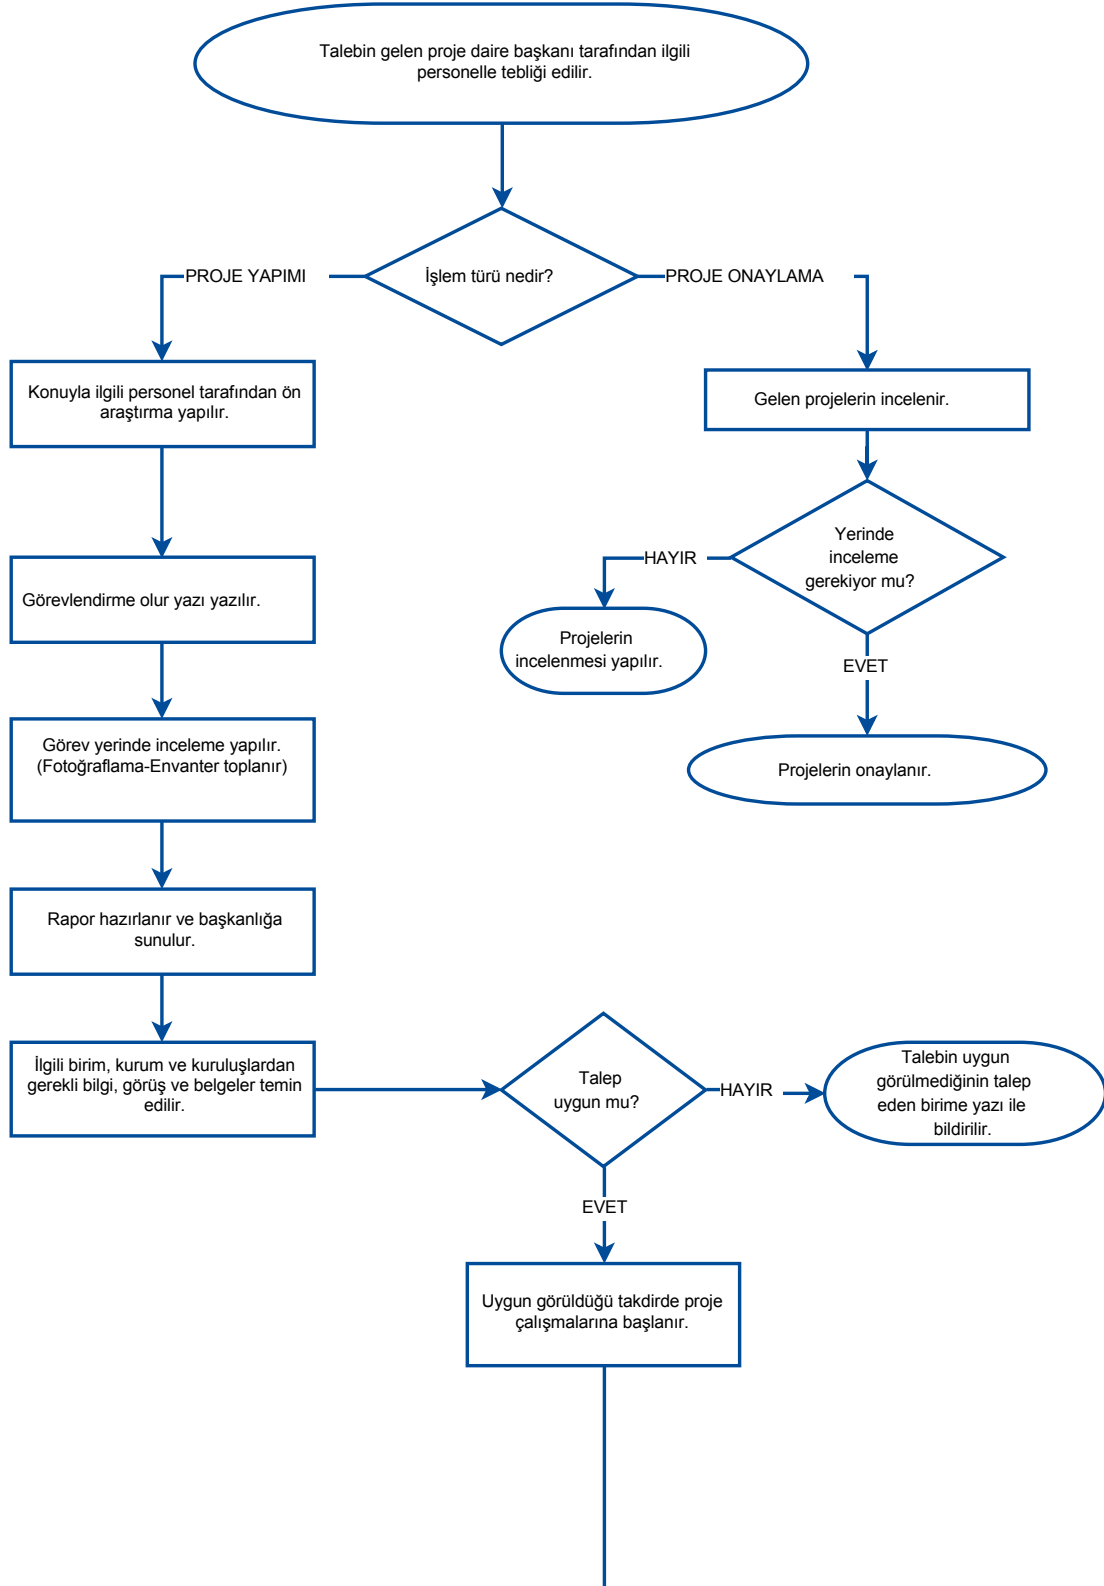 Talebin gelen proje daire başkanı tarafından ilgili
personelle tebliği edilir.
İşlem türü nedir?
PROJE YAPIMI
PROJE ONAYLAMA
Konuyla ilgili personel tarafından ön
araştırma yapılır.
Gelen projelerin incelenir.
Yerinde
inceleme
gerekiyor mu?
HAYIR
Görevlendirme olur yazı yazılır.
Projelerin
incelenmesi yapılır.
EVET
Görev yerinde inceleme yapılır.
(Fotoğraflama-Envanter toplanır)
Projelerin onaylanır.
Rapor hazırlanır ve başkanlığa
sunulur.
İlgili birim, kurum ve kuruluşlardan
gerekli bilgi, görüş ve belgeler temin
edilir.
Talep
uygun mu?
HAYIR
Talebin uygun
görülmediğinin talep
eden birime yazı ile
bildirilir.
EVET
Uygun görüldüğü takdirde proje
çalışmalarına başlanır.